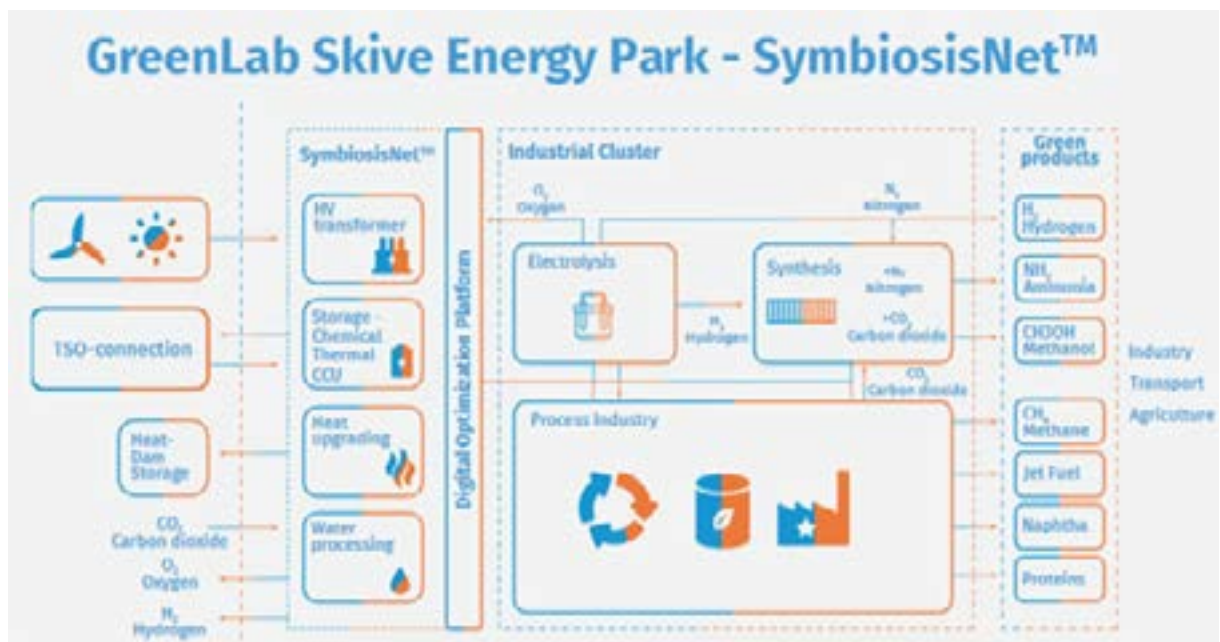 GreenLab Skive Energy Park - SymbiosisNet™
SymbiosisNet™
HV
transformer
Storage -
Chemical
Thermal
CCU
Heat
upgrading
Water
processing
Digital Optimization Platform
TSO-connection
Heat-
Dam
Storage
CO₂
Carbon dioxide
O₂
Oxygen
H₂
Hydrogen
Industrial Cluster
O₂
Oxygen
N₂
Nitrogen
Electrolysis
H₂
Hydrogen
Synthesis
+N₂
Nitrogen
+CO₂
Carbon dioxide
CO₂
Carbon dioxide
Process Industry
Green
products
H₂
Hydrogen
NH₃
Ammonia
CH3OH
Methanol
CH₄
Methane
Jet Fuel
Naphtha
Proteins
Industry
Transport
Agriculture